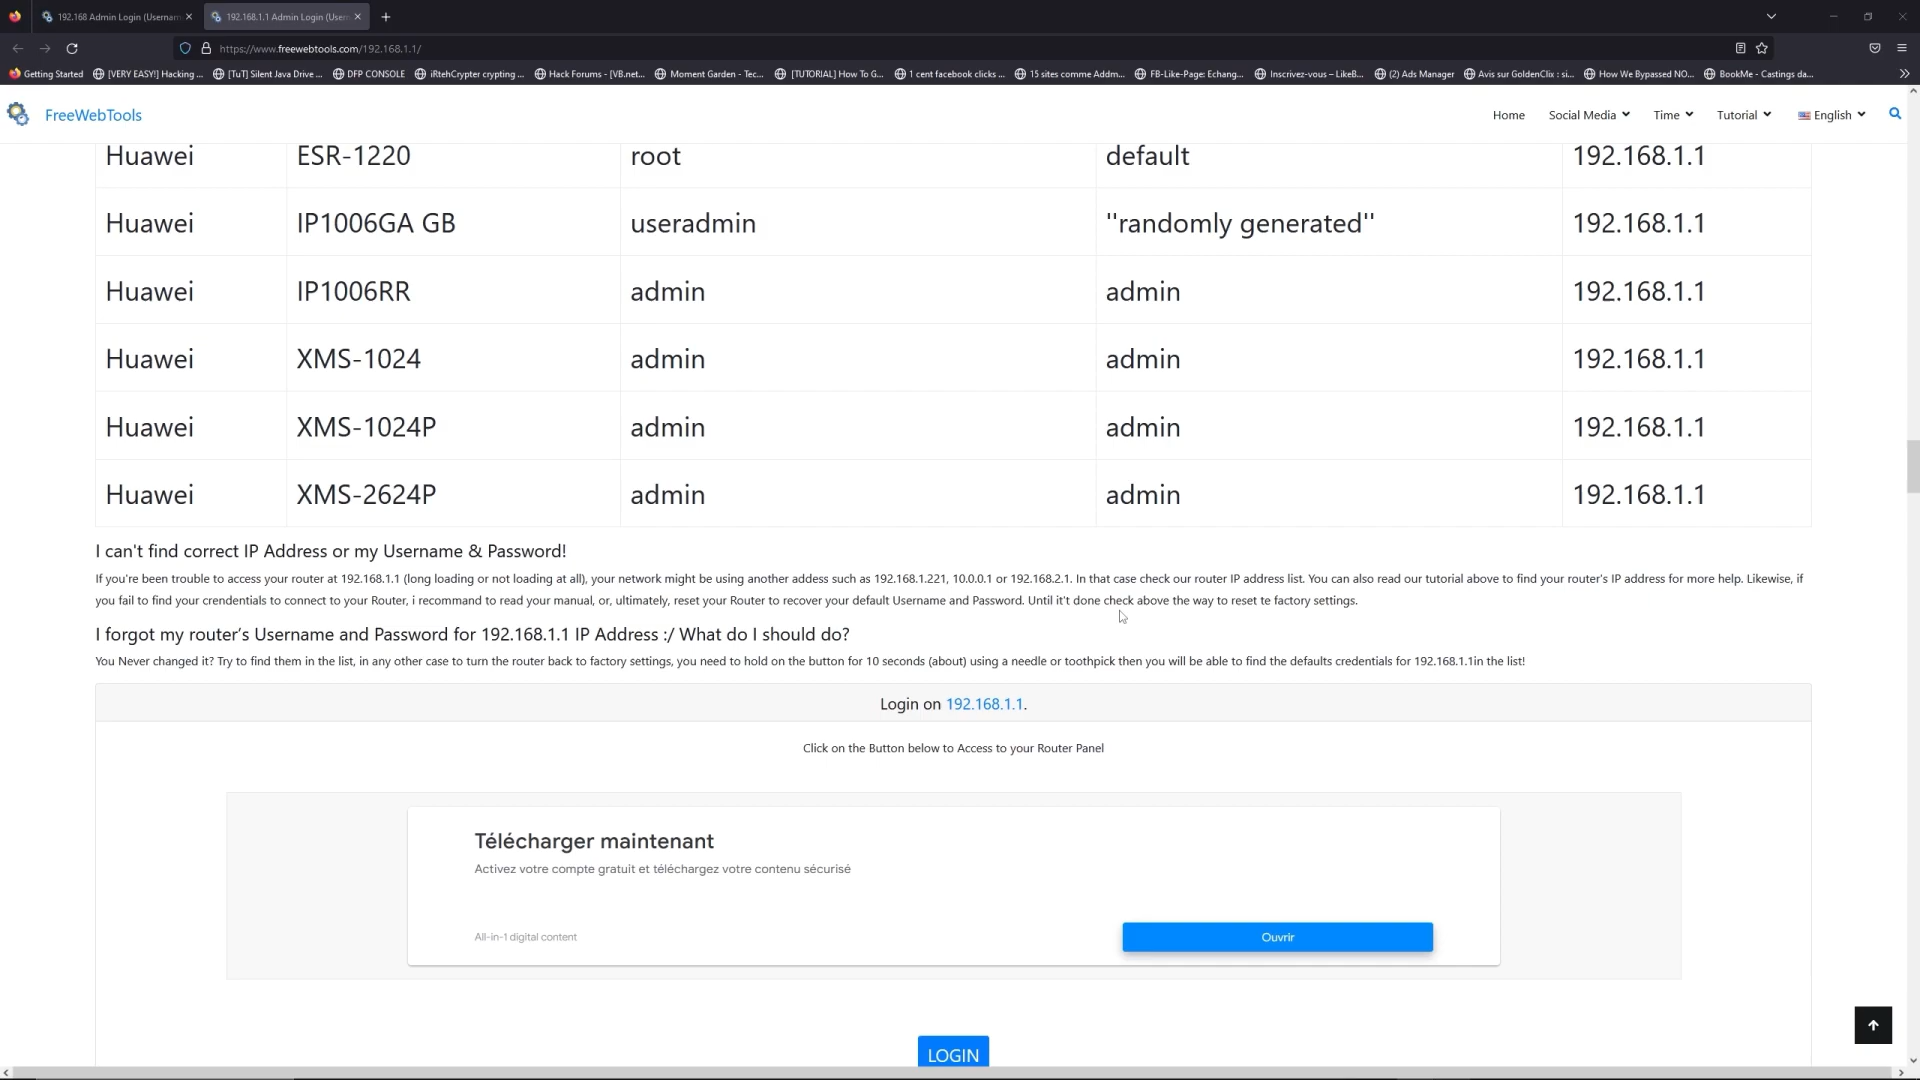 192.168 Admin Login (Usernam
192.168.1.1 Admin Login (User
https://www.freewebtools.com/192.168.1.1/
Getting Started
[VERY EASY!] Hacking ...
[TuT] Silent Java Drive ...
DFP CONSOLE
iRtehCrypter crypting ...
Hack Forums - [VB.net...
Moment Garden - Tec...
[TUTORIAL] How To G...
1 cent facebook clicks ...
15 sites comme Addm...
FB-Like-Page: Echang...
Inscrivez-vous – LikeB...
(2) Ads Manager
Avis sur GoldenClix : si...
How We Bypassed NO...
BookMe - Castings da...
FreeWebTools
Home Social Media Time Tutorial English
Huawei ESR-1220 root default 192.168.1.1
Huawei IP1006GA GB useradmin ''randomly generated'' 192.168.1.1
Huawei IP1006RR admin admin 192.168.1.1
Huawei XMS-1024 admin admin 192.168.1.1
Huawei XMS-1024P admin admin 192.168.1.1
Huawei XMS-2624P admin admin 192.168.1.1
I can't find correct IP Address or my Username & Password!
If you're been trouble to access your router at 192.168.1.1 (long loading or not loading at all), your network might be using another addess such as 192.168.1.221, 10.0.0.1 or 192.168.2.1. In that case check our router IP address list. You can also read our tutorial above to find your router's IP address for more help. Likewise, if
you fail to find your crendentials to connect to your Router, i recommand to read your manual, or, ultimately, reset your Router to recover your default Username and Password. Until it't done check above the way to reset te factory settings.
I forgot my router’s Username and Password for 192.168.1.1 IP Address :/ What do I should do?
You Never changed it? Try to find them in the list, in any other case to turn the router back to factory settings, you need to hold on the button for 10 seconds (about) using a needle or toothpick then you will be able to find the defaults credentials for 192.168.1.1in the list!
Login on 192.168.1.1.
Click on the Button below to Access to your Router Panel
Télécharger maintenant
Activez votre compte gratuit et téléchargez votre contenu sécurisé
All-in-1 digital content
Ouvrir
LOGIN